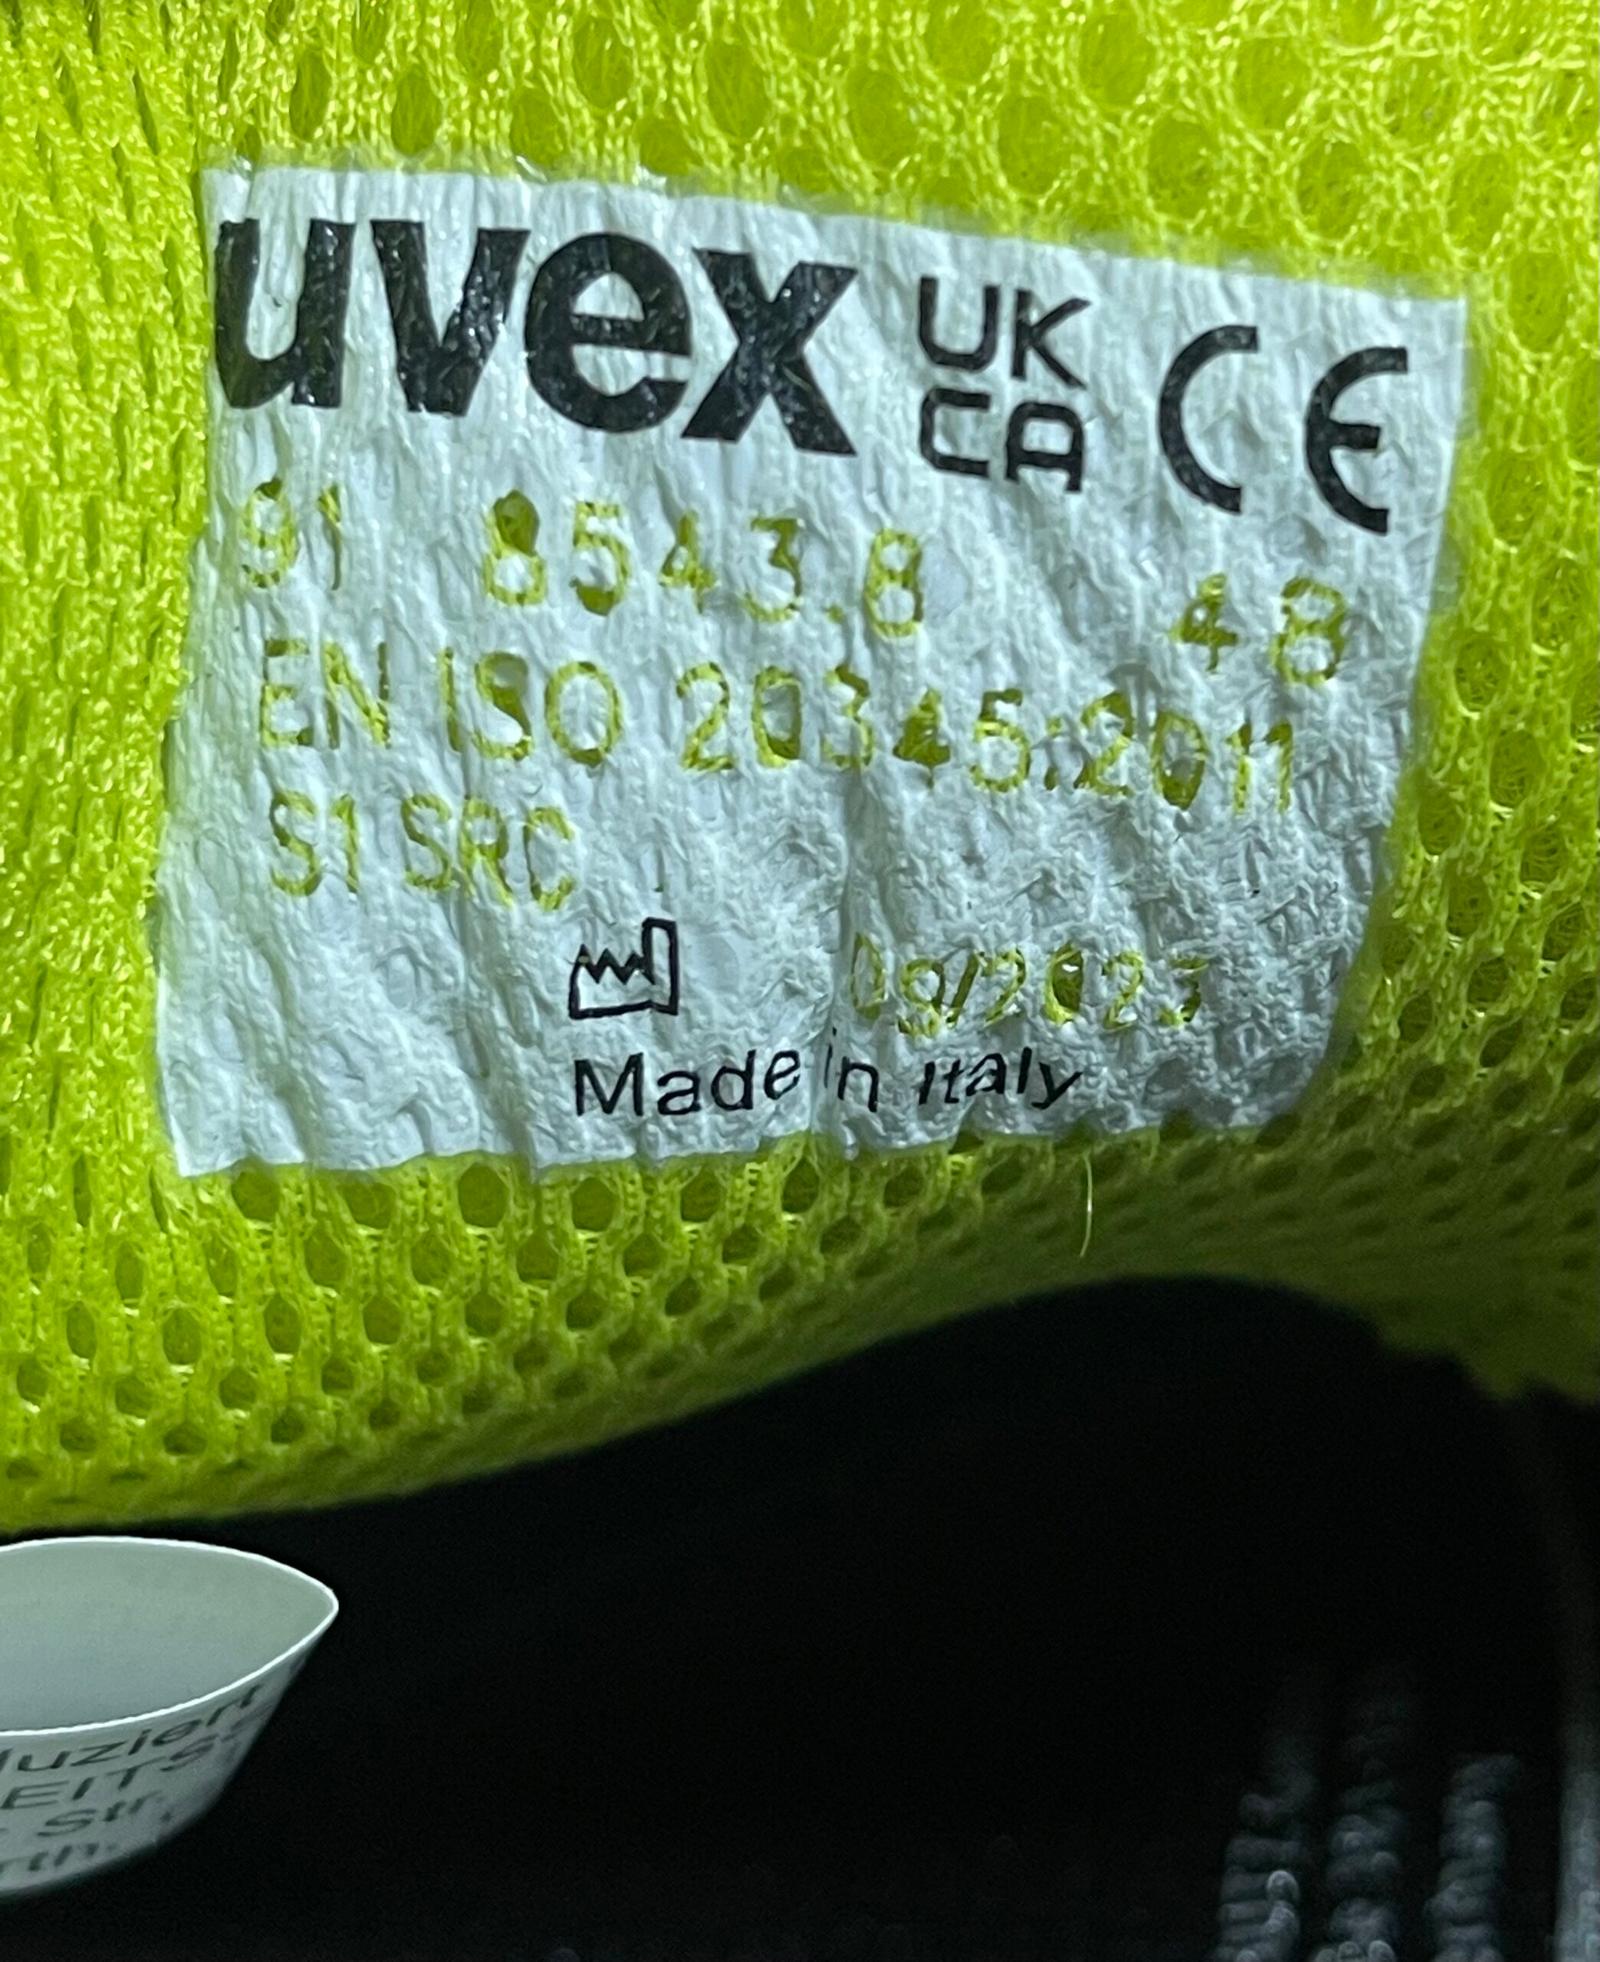 uvex UK CA CE
91 8543.8 48
EN ISO 20345:2011
S1 SRC
09/2023
Made in Italy
Str.